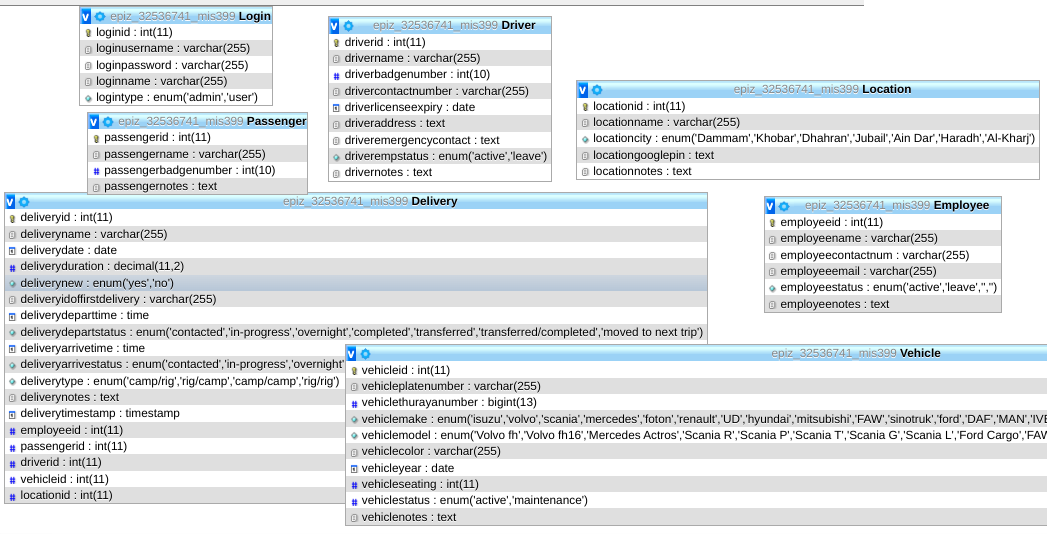 epiz_32536741_mis399 Login
loginid : int(11)
loginusername : varchar(255)
loginpassword : varchar(255)
loginname : varchar(255)
logintype : enum('admin','user')
epiz_32536741_mis399 Passenger
passengerid : int(11)
passengername : varchar(255)
passengerbadgenumber : int(10)
passengernotes : text
epiz_32536741_mis399 Driver
driverid : int(11)
drivername : varchar(255)
driverbadgenumber : int(10)
drivercontactnumber : varchar(255)
driverlicenseexpiry : date
driveraddress : text
driveremergencycontact : text
driverempstatus : enum('active','leave')
drivernotes : text
epiz_32536741_mis399 Location
locationid : int(11)
locationname : varchar(255)
locationcity : enum('Dammam','Khobar','Dhahran','Jubail','Ain Dar','Haradh','Al-Kharj')
locationgooglepin : text
locationnotes : text
epiz_32536741_mis399 Delivery
deliveryid : int(11)
deliveryname : varchar(255)
deliverydate : date
deliveryduration : decimal(11,2)
deliverynew : enum('yes','no')
deliveryidoffirstdelivery : varchar(255)
deliverydeparttime : time
deliverydepartstatus : enum('contacted','in-progress','overnight','completed','transferred','transferred/completed','moved to next trip')
deliveryarrivetime : time
deliveryarrivestatus : enum('contacted','in-progress','overnight'
deliverytype : enum('camp/rig','rig/camp','camp/camp','rig/rig')
deliverynotes : text
deliverytimestamp : timestamp
employeeid : int(11)
passengerid : int(11)
driverid : int(11)
vehicleid : int(11)
locationid : int(11)
epiz_32536741_mis399 Employee
employeeid : int(11)
employeename : varchar(255)
employeecontactnum : varchar(255)
employeeemail : varchar(255)
employeestatus : enum('active','leave','','')
employeenotes : text
epiz_32536741_mis399 Vehicle
vehicleid : int(11)
vehicleplatenumber : varchar(255)
vehiclethurayanumber : bigint(13)
vehiclemake : enum('isuzu','volvo','scania','mercedes','foton','renault','UD','hyundai','mitsubishi','FAW','sinotruk','ford','DAF','MAN','IVE
vehiclemodel : enum('Volvo fh','Volvo fh16','Mercedes Actros','Scania R','Scania P','Scania T','Scania G','Scania L','Ford Cargo','FAW
vehiclecolor : varchar(255)
vehicleyear : date
vehicleseating : int(11)
vehiclestatus : enum('active','maintenance')
vehiclenotes : text